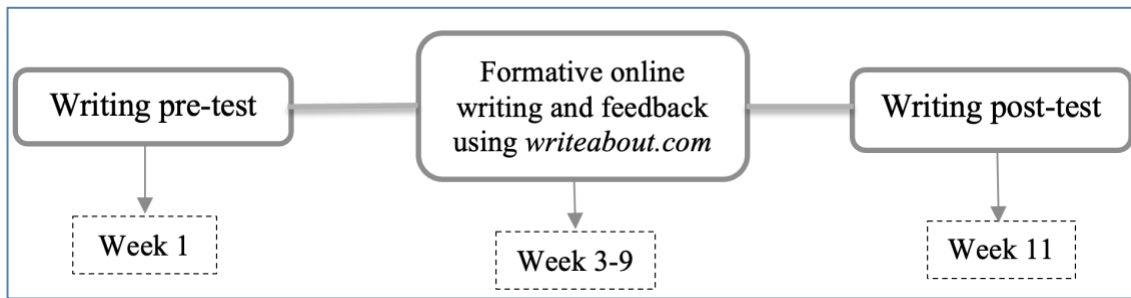 Writing pre-test
Formative online
writing and feedback
using writeabout.com
Writing post-test
Week 1
Week 3-9
Week 11